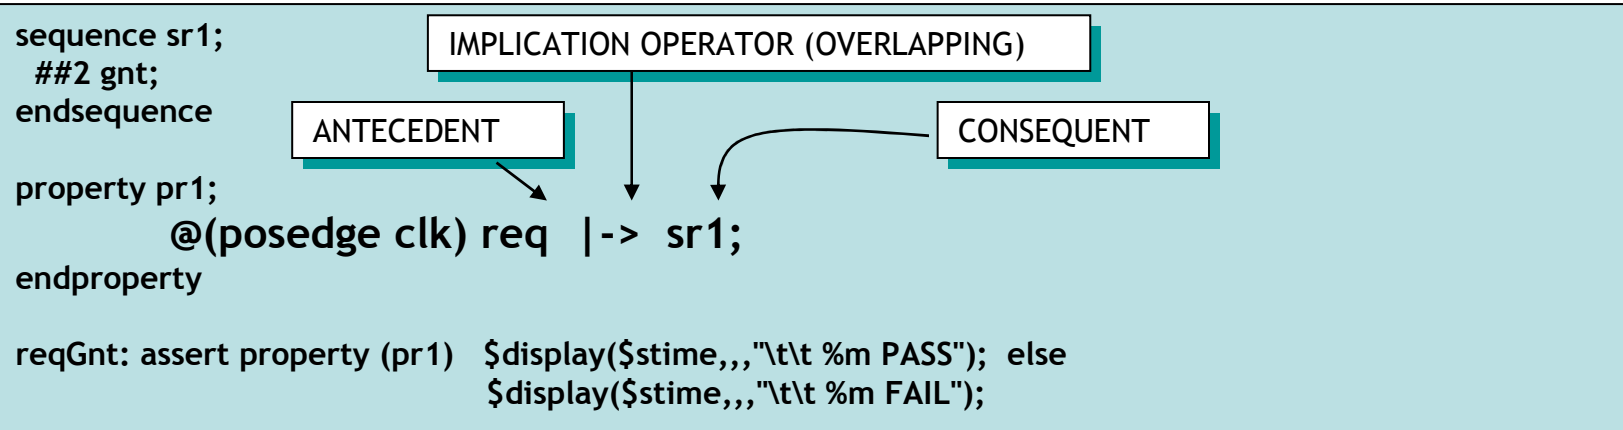 sequence sr1;
IMPLICATION OPERATOR (OVERLAPPING)
##2 gnt;
endsequence
ANTECEDENT
CONSEQUENT
property pr1;
@(posedge clk) req |-> sr1;
endproperty
reqGnt: assert property (pr1) $display($stime,,,"\t\t %m PASS"); else
$display($stime,,,"\t\t %m FAIL");